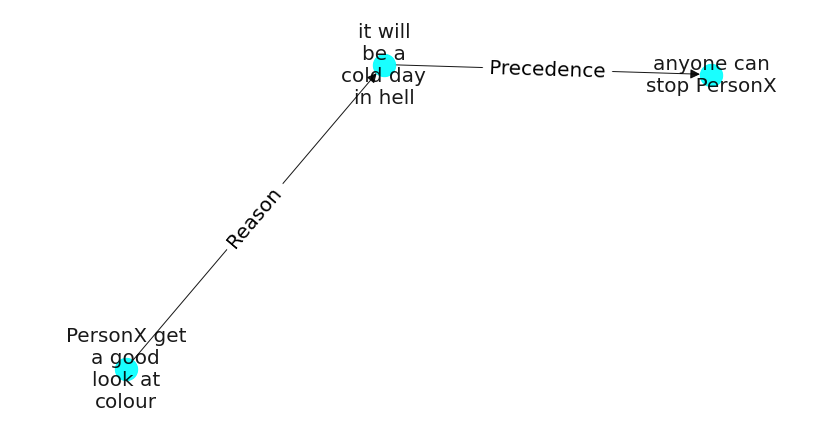 it will
be a
cold day
in hell
Precedence
anyone can
stop PersonX
Reason
PersonX get
a good
look at
colour